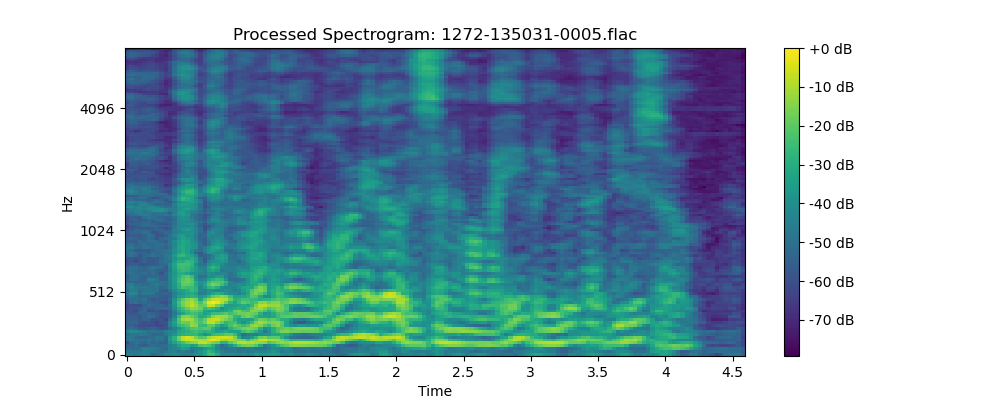 Processed Spectrogram: 1272-135031-0005.flac
+0 dB
-10 dB
-20 dB
-30 dB
-40 dB
-50 dB
-60 dB
-70 dB
4096
2048
1024
512
0
Hz
0 0.5 1 1.5 2 2.5 3 3.5 4 4.5
Time